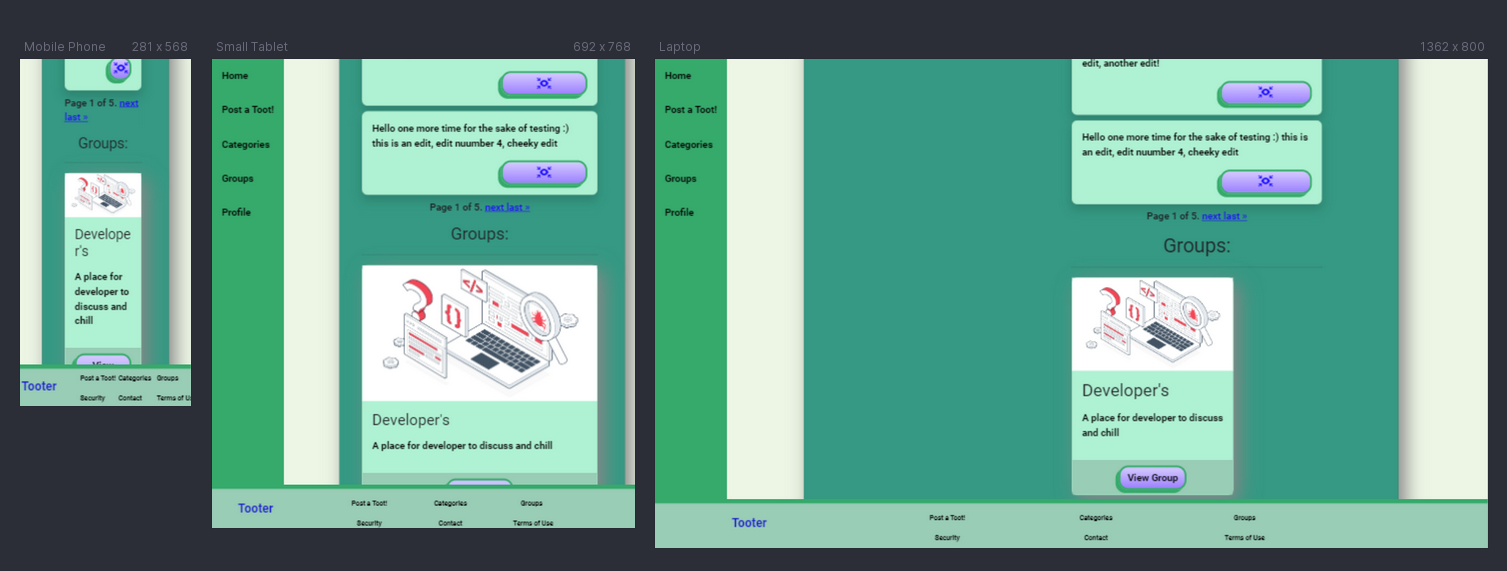 Mobile Phone 281 x 568
Page 1 of 5. next
last »
Groups:
Develope
r's
A place for
developer to
discuss and
chill
View
Tooter
Post a Toot! Categories Groups
Security Contact Terms of Us
Small Tablet 692 x 768
Home
Post a Toot!
Categories
Groups
Profile
Hello one more time for the sake of testing :)
this is an edit, edit nuumber 4, cheeky edit
Page 1 of 5. next last »
Groups:
Developer's
A place for developer to discuss and chill
Tooter
Post a Toot! Categories Groups
Security Contact Terms of Use
Laptop 1362 x 800
Home
Post a Toot!
Categories
Groups
Profile
edit, another edit!
Hello one more time for the sake of testing :) this is
an edit, edit nuumber 4, cheeky edit
Page 1 of 5. next last »
Groups:
Developer's
A place for developer to discuss
and chill
View Group
Tooter
Post a Toot! Categories Groups
Security Contact Terms of Use